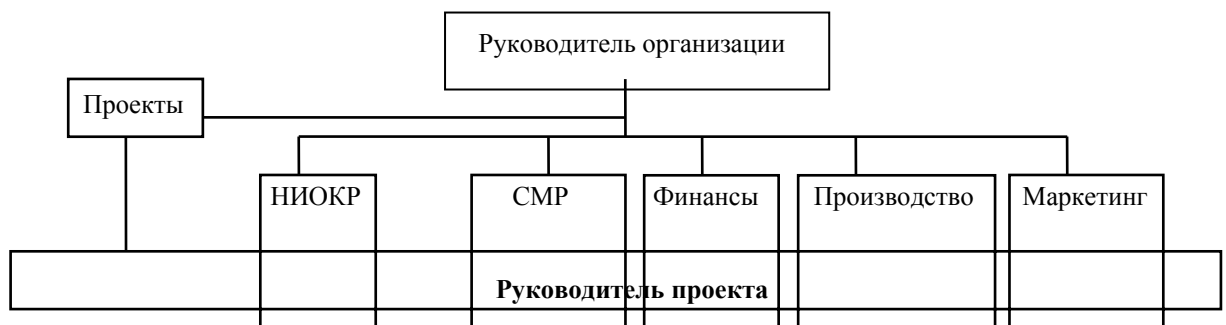 Руководитель организации
Проекты
НИОКР СМР Финансы Производство Маркетинг
Руководитель проекта